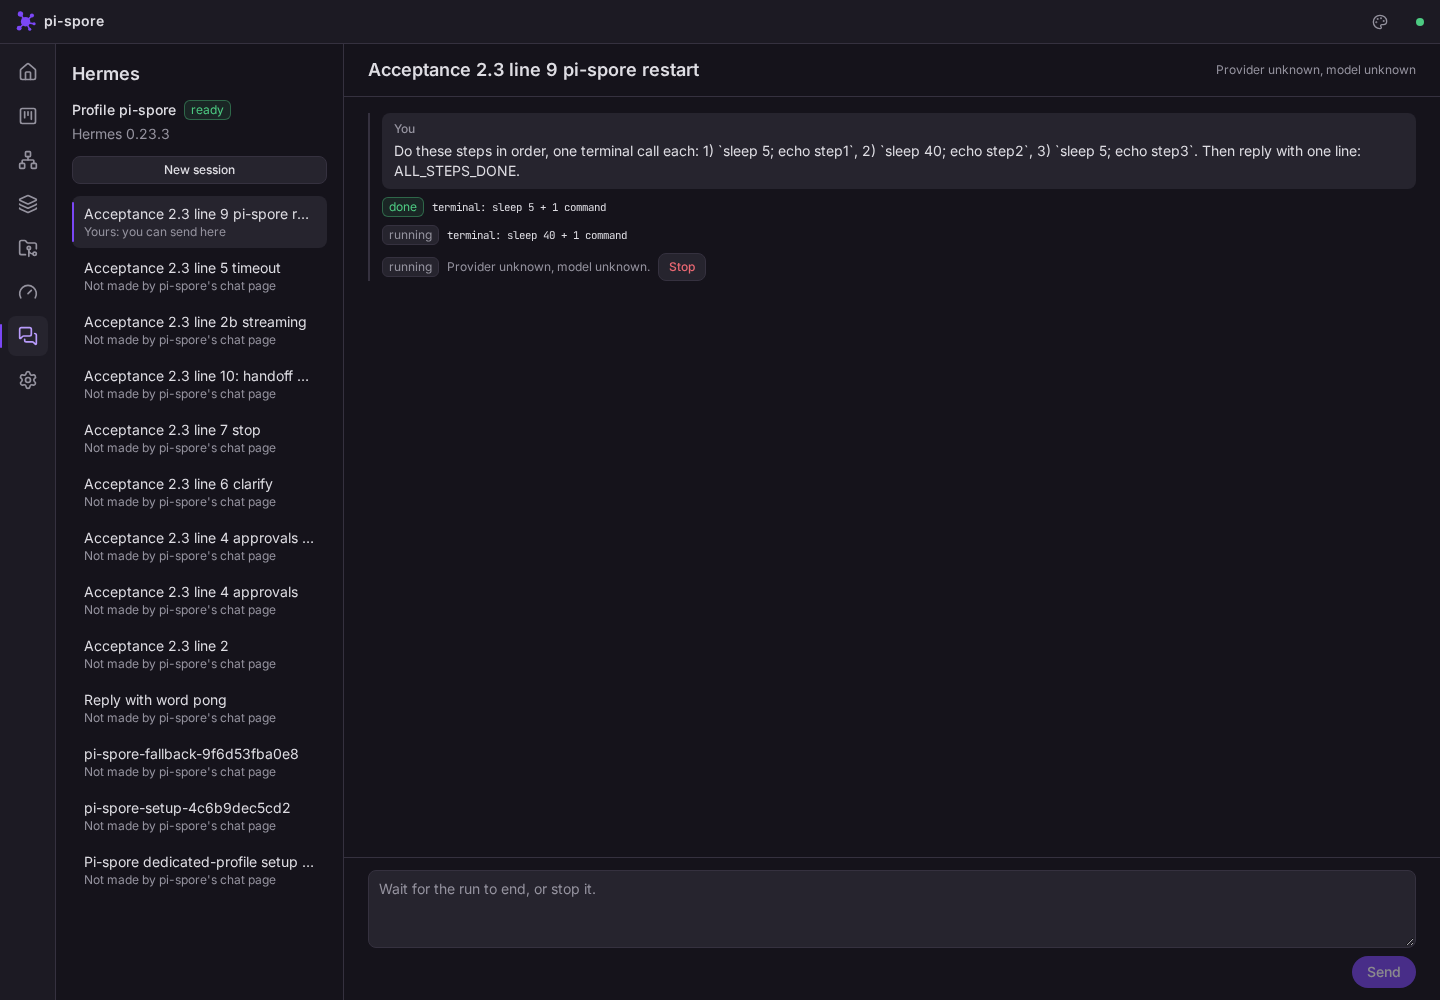 pi-spore
Hermes
Profile pi-spore ready
Hermes 0.23.3
New session
Acceptance 2.3 line 9 pi-spore r...
Yours: you can send here
Acceptance 2.3 line 5 timeout
Not made by pi-spore's chat page
Acceptance 2.3 line 2b streaming
Not made by pi-spore's chat page
Acceptance 2.3 line 10: handoff ...
Not made by pi-spore's chat page
Acceptance 2.3 line 7 stop
Not made by pi-spore's chat page
Acceptance 2.3 line 6 clarify
Not made by pi-spore's chat page
Acceptance 2.3 line 4 approvals ...
Not made by pi-spore's chat page
Acceptance 2.3 line 4 approvals
Not made by pi-spore's chat page
Acceptance 2.3 line 2
Not made by pi-spore's chat page
Reply with word pong
Not made by pi-spore's chat page
pi-spore-fallback-9f6d53fba0e8
Not made by pi-spore's chat page
pi-spore-setup-4c6b9dec5cd2
Not made by pi-spore's chat page
Pi-spore dedicated-profile setup ...
Not made by pi-spore's chat page
Acceptance 2.3 line 9 pi-spore restart
Provider unknown, model unknown
You
Do these steps in order, one terminal call each: 1) `sleep 5; echo step1`, 2) `sleep 40; echo step2`, 3) `sleep 5; echo step3`. Then reply with one line:
ALL_STEPS_DONE.
done terminal: sleep 5 + 1 command
running terminal: sleep 40 + 1 command
running Provider unknown, model unknown. Stop
Wait for the run to end, or stop it.
Send